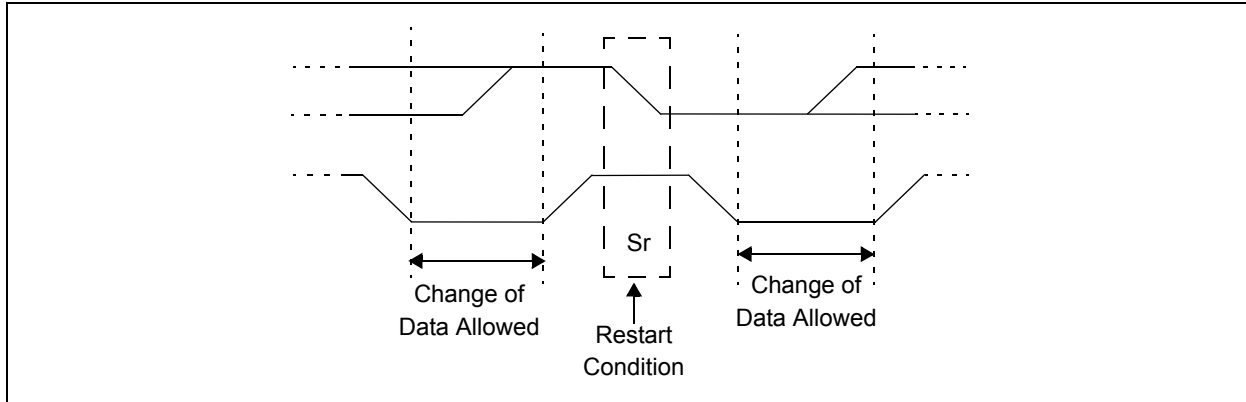 Sr
Change of
Data Allowed
Restart
Condition
Change of
Data Allowed